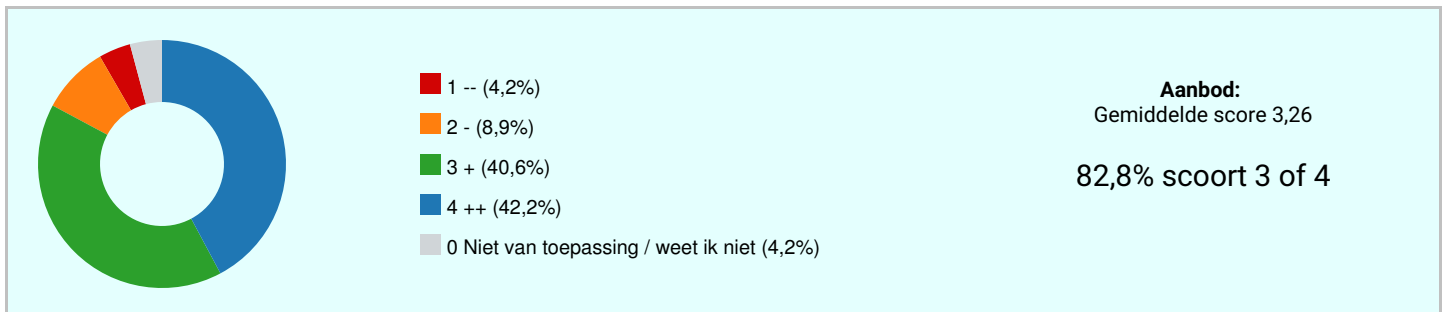 1 -- (4,2%)
2 - (8,9%)
3 + (40,6%)
4 ++ (42,2%)
0 Niet van toepassing / weet ik niet (4,2%)
Aanbod:
Gemiddelde score 3,26
82,8% scoort 3 of 4